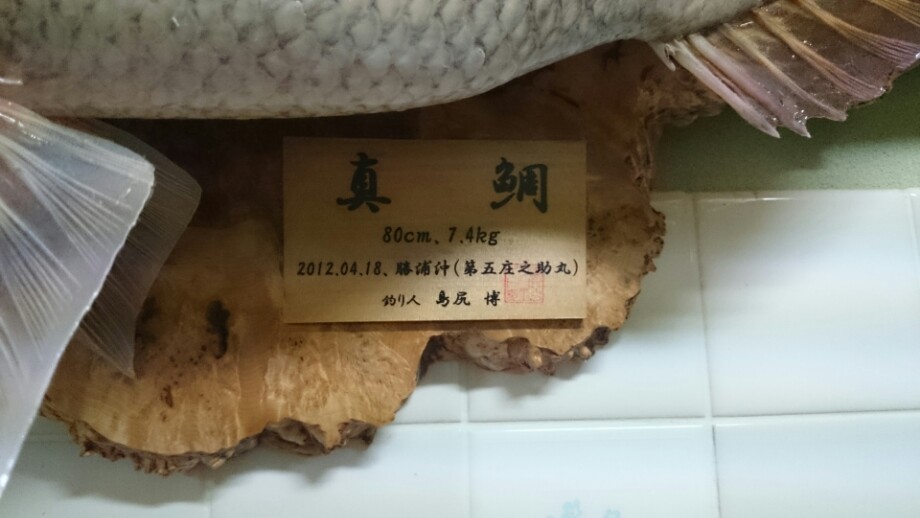 真 鯛
80cm、7.4kg
2012.04.18、勝浦沖(第五庄之助丸)
釣り人 島尻 博